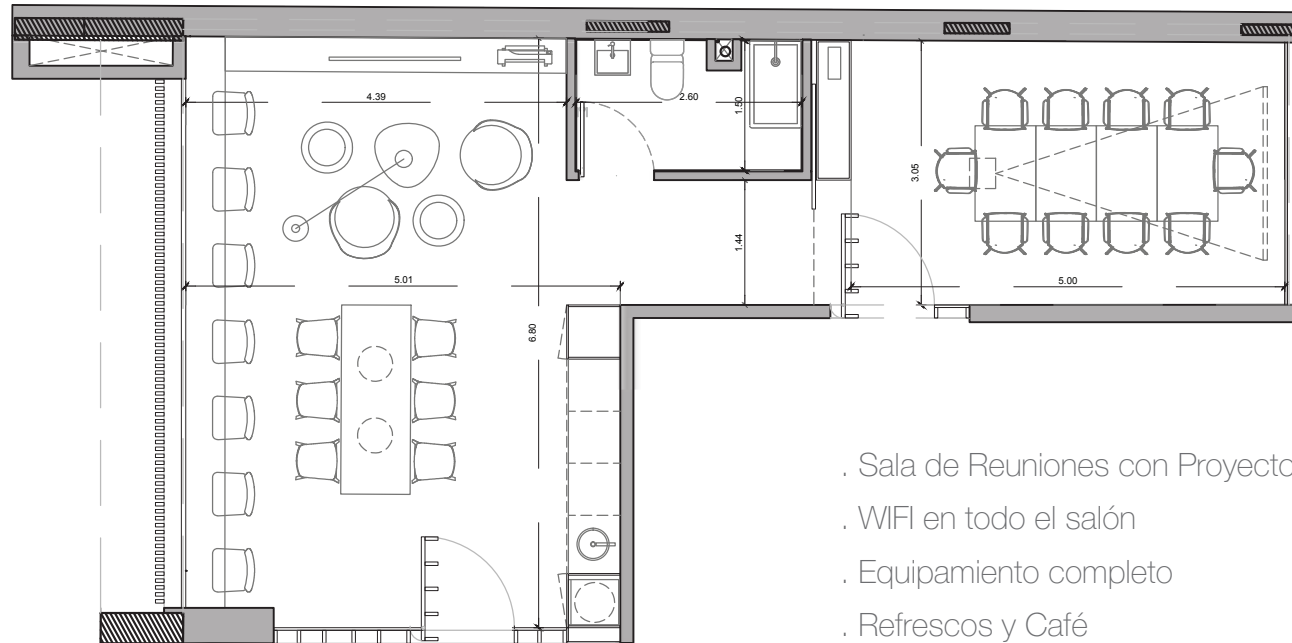 4.39
2.60
1.50
3.05
1.44
5.01
5.00
6.80
. Sala de Reuniones con Proyecto
. WIFI en todo el salón
. Equipamiento completo
. Refrescos y Café